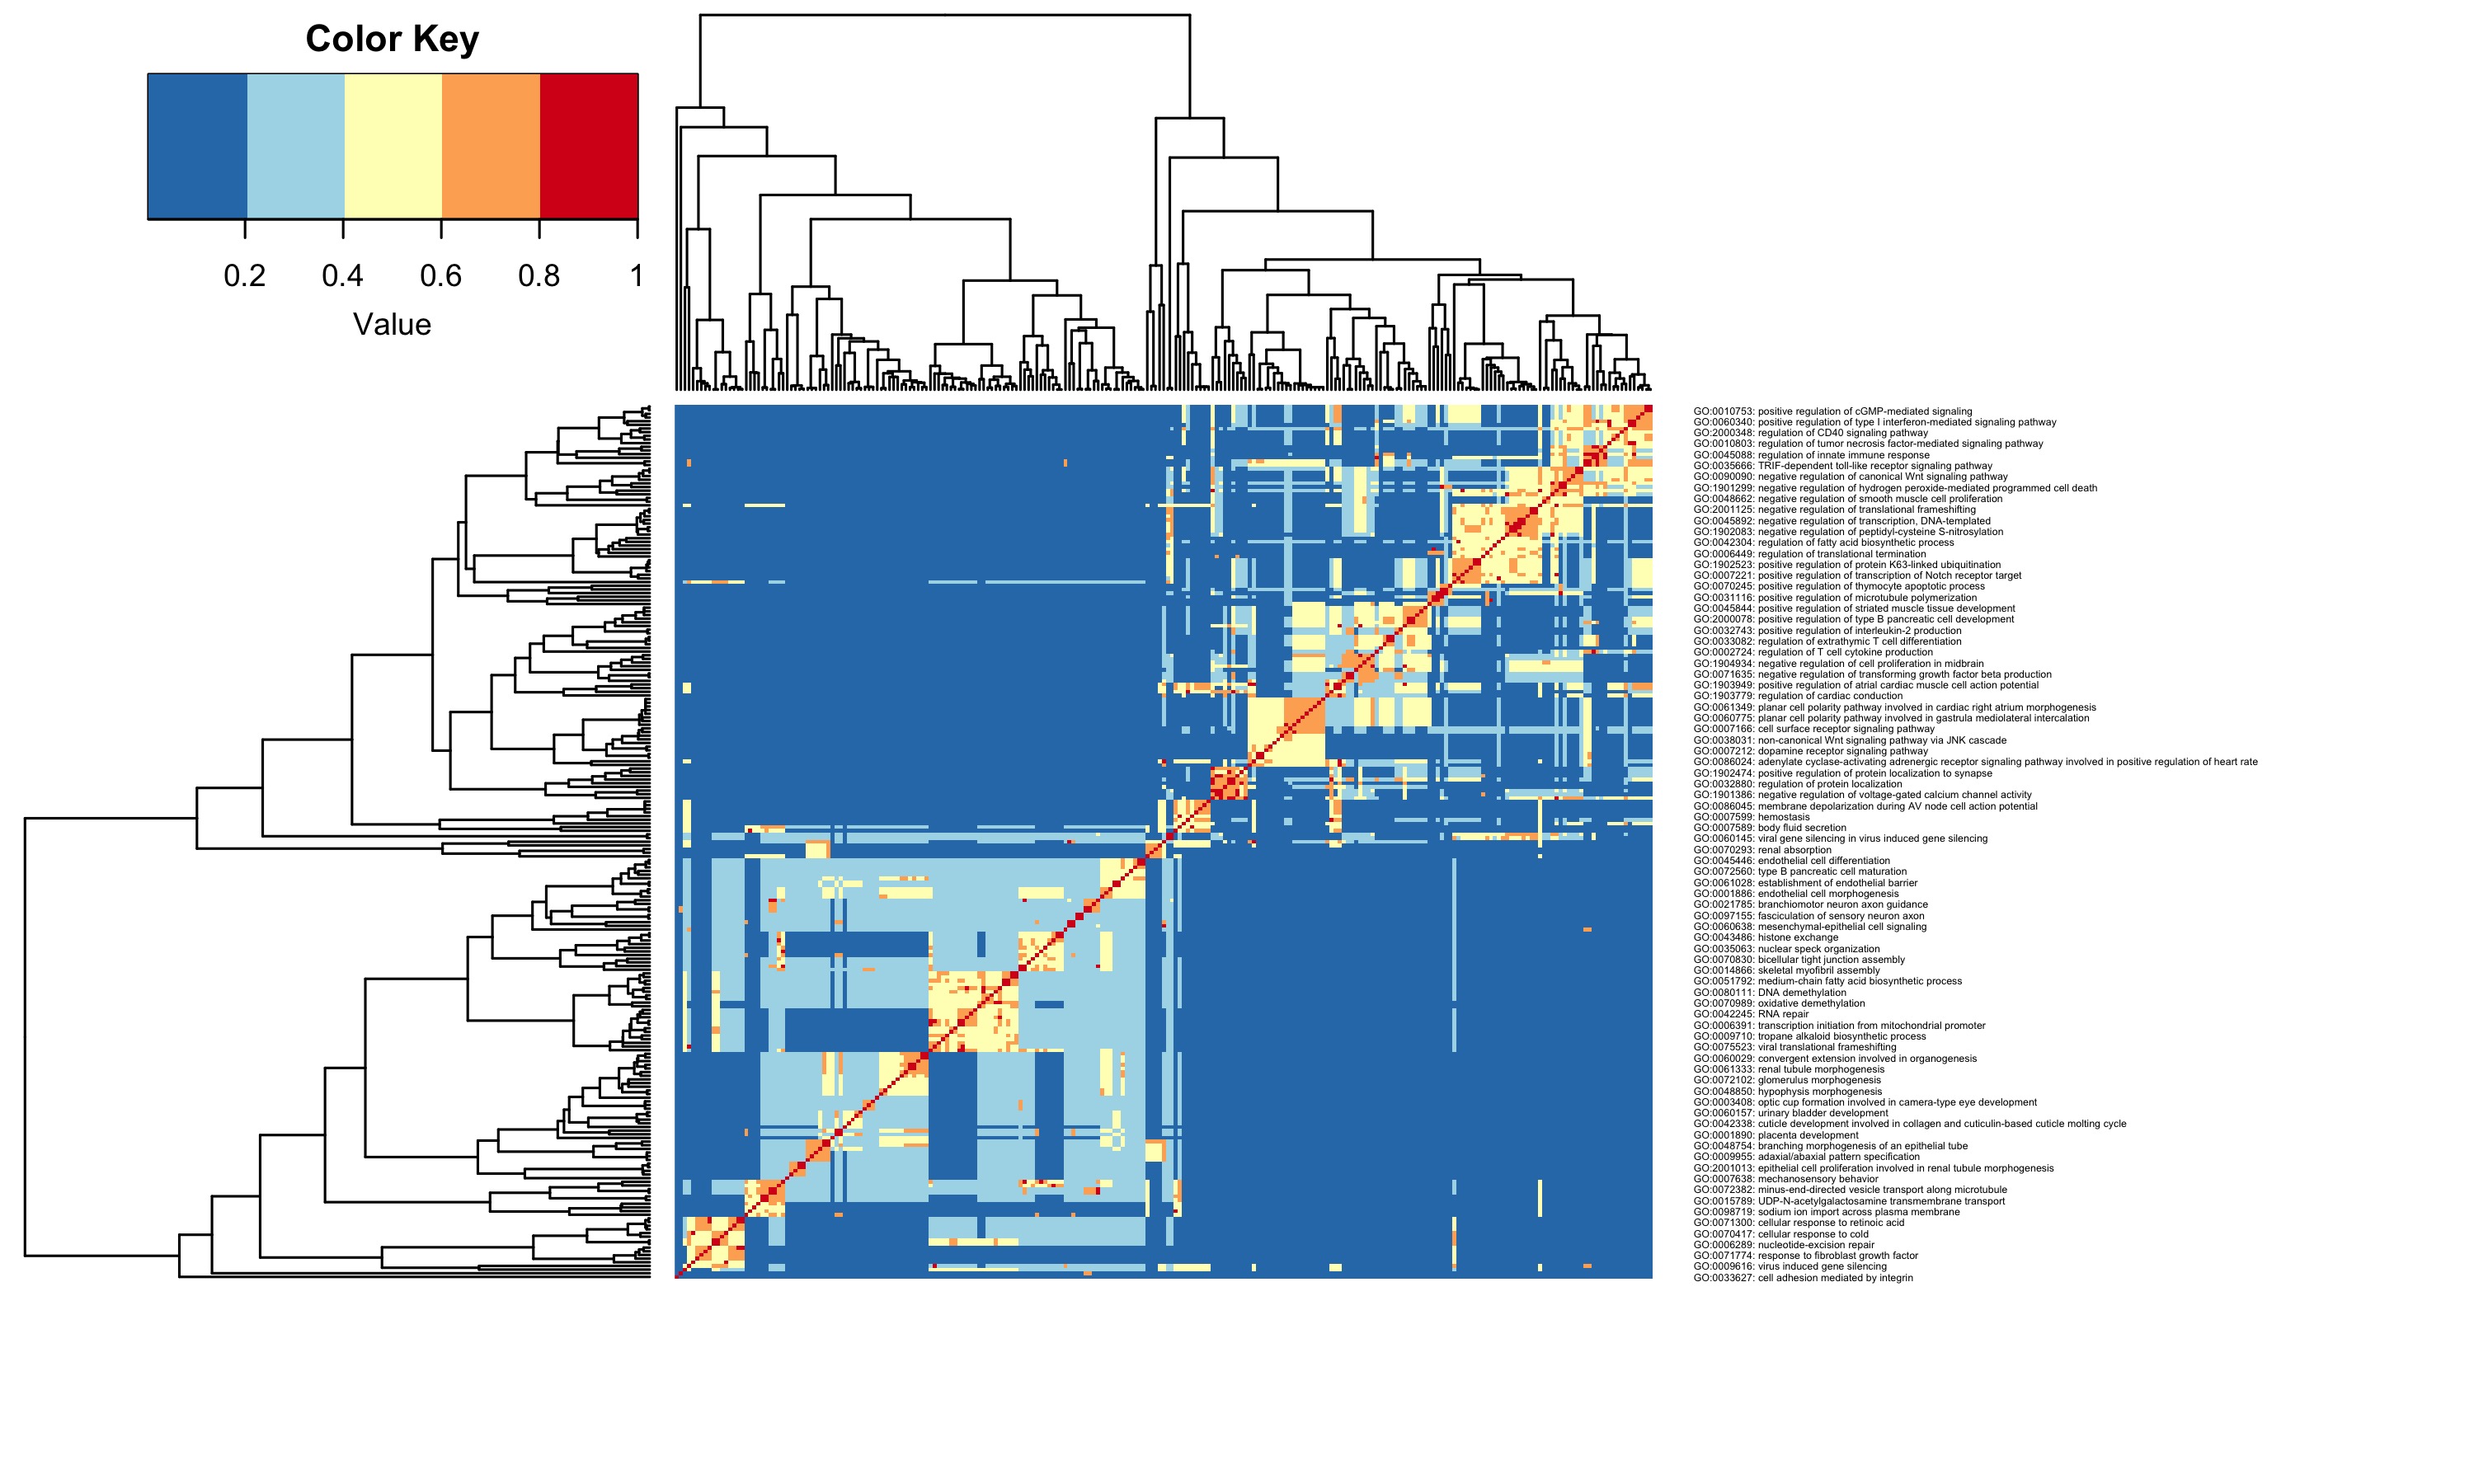 Color Key
0.2 0.4 0.6 0.8 1
Value
GO:0010753: positive regulation of cGMP-mediated signaling
GO:0060340: positive regulation of type I interferon-mediated signaling pathway
GO:2000348: regulation of CD40 signaling pathway
GO:0010803: regulation of tumor necrosis factor-mediated signaling pathway
GO:0045088: regulation of innate immune response
GO:0035666: TRIF-dependent toll-like receptor signaling pathway
GO:0090090: negative regulation of canonical Wnt signaling pathway
GO:1901299: negative regulation of hydrogen peroxide-mediated programmed cell death
GO:0048662: negative regulation of smooth muscle cell proliferation
GO:2001125: negative regulation of translational frameshifting
GO:0045892: negative regulation of transcription, DNA-templated
GO:1902083: negative regulation of peptidyl-cysteine S-nitrosylation
GO:0042304: regulation of fatty acid biosynthetic process
GO:0006449: regulation of translational termination
GO:1902523: positive regulation of protein K63-linked ubiquitination
GO:0007221: positive regulation of transcription of Notch receptor target
GO:0070245: positive regulation of thymocyte apoptotic process
GO:0031116: positive regulation of microtubule polymerization
GO:0045844: positive regulation of striated muscle tissue development
GO:2000078: positive regulation of type B pancreatic cell development
GO:0032743: positive regulation of interleukin-2 production
GO:0033082: regulation of extrathymic T cell differentiation
GO:0002724: regulation of T cell cytokine production
GO:1904934: negative regulation of cell proliferation in midbrain
GO:0071635: negative regulation of transforming growth factor beta production
GO:1903949: positive regulation of atrial cardiac muscle cell action potential
GO:1903779: regulation of cardiac conduction
GO:0061349: planar cell polarity pathway involved in cardiac right atrium morphogenesis
GO:0060775: planar cell polarity pathway involved in gastrula mediolateral intercalation
GO:0007166: cell surface receptor signaling pathway
GO:0038031: non-canonical Wnt signaling pathway via JNK cascade
GO:0007212: dopamine receptor signaling pathway
GO:0086024: adenylate cyclase-activating adrenergic receptor signaling pathway involved in positive regulation of heart rate
GO:1902474: positive regulation of protein localization to synapse
GO:0032880: regulation of protein localization
GO:1901386: negative regulation of voltage-gated calcium channel activity
GO:0086045: membrane depolarization during AV node cell action potential
GO:0007599: hemostasis
GO:0007589: body fluid secretion
GO:0060145: viral gene silencing in virus induced gene silencing
GO:0070293: renal absorption
GO:0045446: endothelial cell differentiation
GO:0072560: type B pancreatic cell maturation
GO:0061028: establishment of endothelial barrier
GO:0001886: endothelial cell morphogenesis
GO:0021785: branchiomotor neuron axon guidance
GO:0097155: fasciculation of sensory neuron axon
GO:0060638: mesenchymal-epithelial cell signaling
GO:0043486: histone exchange
GO:0035063: nuclear speck organization
GO:0070830: bicellular tight junction assembly
GO:0014866: skeletal myofibril assembly
GO:0051792: medium-chain fatty acid biosynthetic process
GO:0080111: DNA demethylation
GO:0070989: oxidative demethylation
GO:0042245: RNA repair
GO:0006391: transcription initiation from mitochondrial promoter
GO:0009710: tropane alkaloid biosynthetic process
GO:0075523: viral translational frameshifting
GO:0060029: convergent extension involved in organogenesis
GO:0061333: renal tubule morphogenesis
GO:0072102: glomerulus morphogenesis
GO:0048850: hypophysis morphogenesis
GO:0003408: optic cup formation involved in camera-type eye development
GO:0060157: urinary bladder development
GO:0042338: cuticle development involved in collagen and cuticulin-based cuticle molting cycle
GO:0001890: placenta development
GO:0048754: branching morphogenesis of an epithelial tube
GO:0009955: adaxial/abaxial pattern specification
GO:2001013: epithelial cell proliferation involved in renal tubule morphogenesis
GO:0007638: mechanosensory behavior
GO:0072382: minus-end-directed vesicle transport along microtubule
GO:0015789: UDP-N-acetylgalactosamine transmembrane transport
GO:0098719: sodium ion import across plasma membrane
GO:0071300: cellular response to retinoic acid
GO:0070417: cellular response to cold
GO:0006289: nucleotide-excision repair
GO:0071774: response to fibroblast growth factor
GO:0009616: virus induced gene silencing
GO:0033627: cell adhesion mediated by integrin